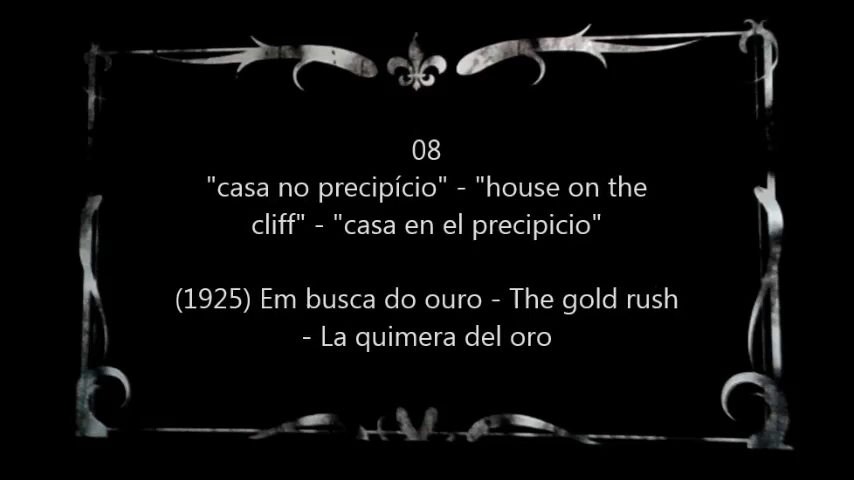 08
"casa no precipício" - "house on the
cliff" - "casa en el precipicio"
(1925) Em busca do ouro - The gold rush
- La quimera del oro